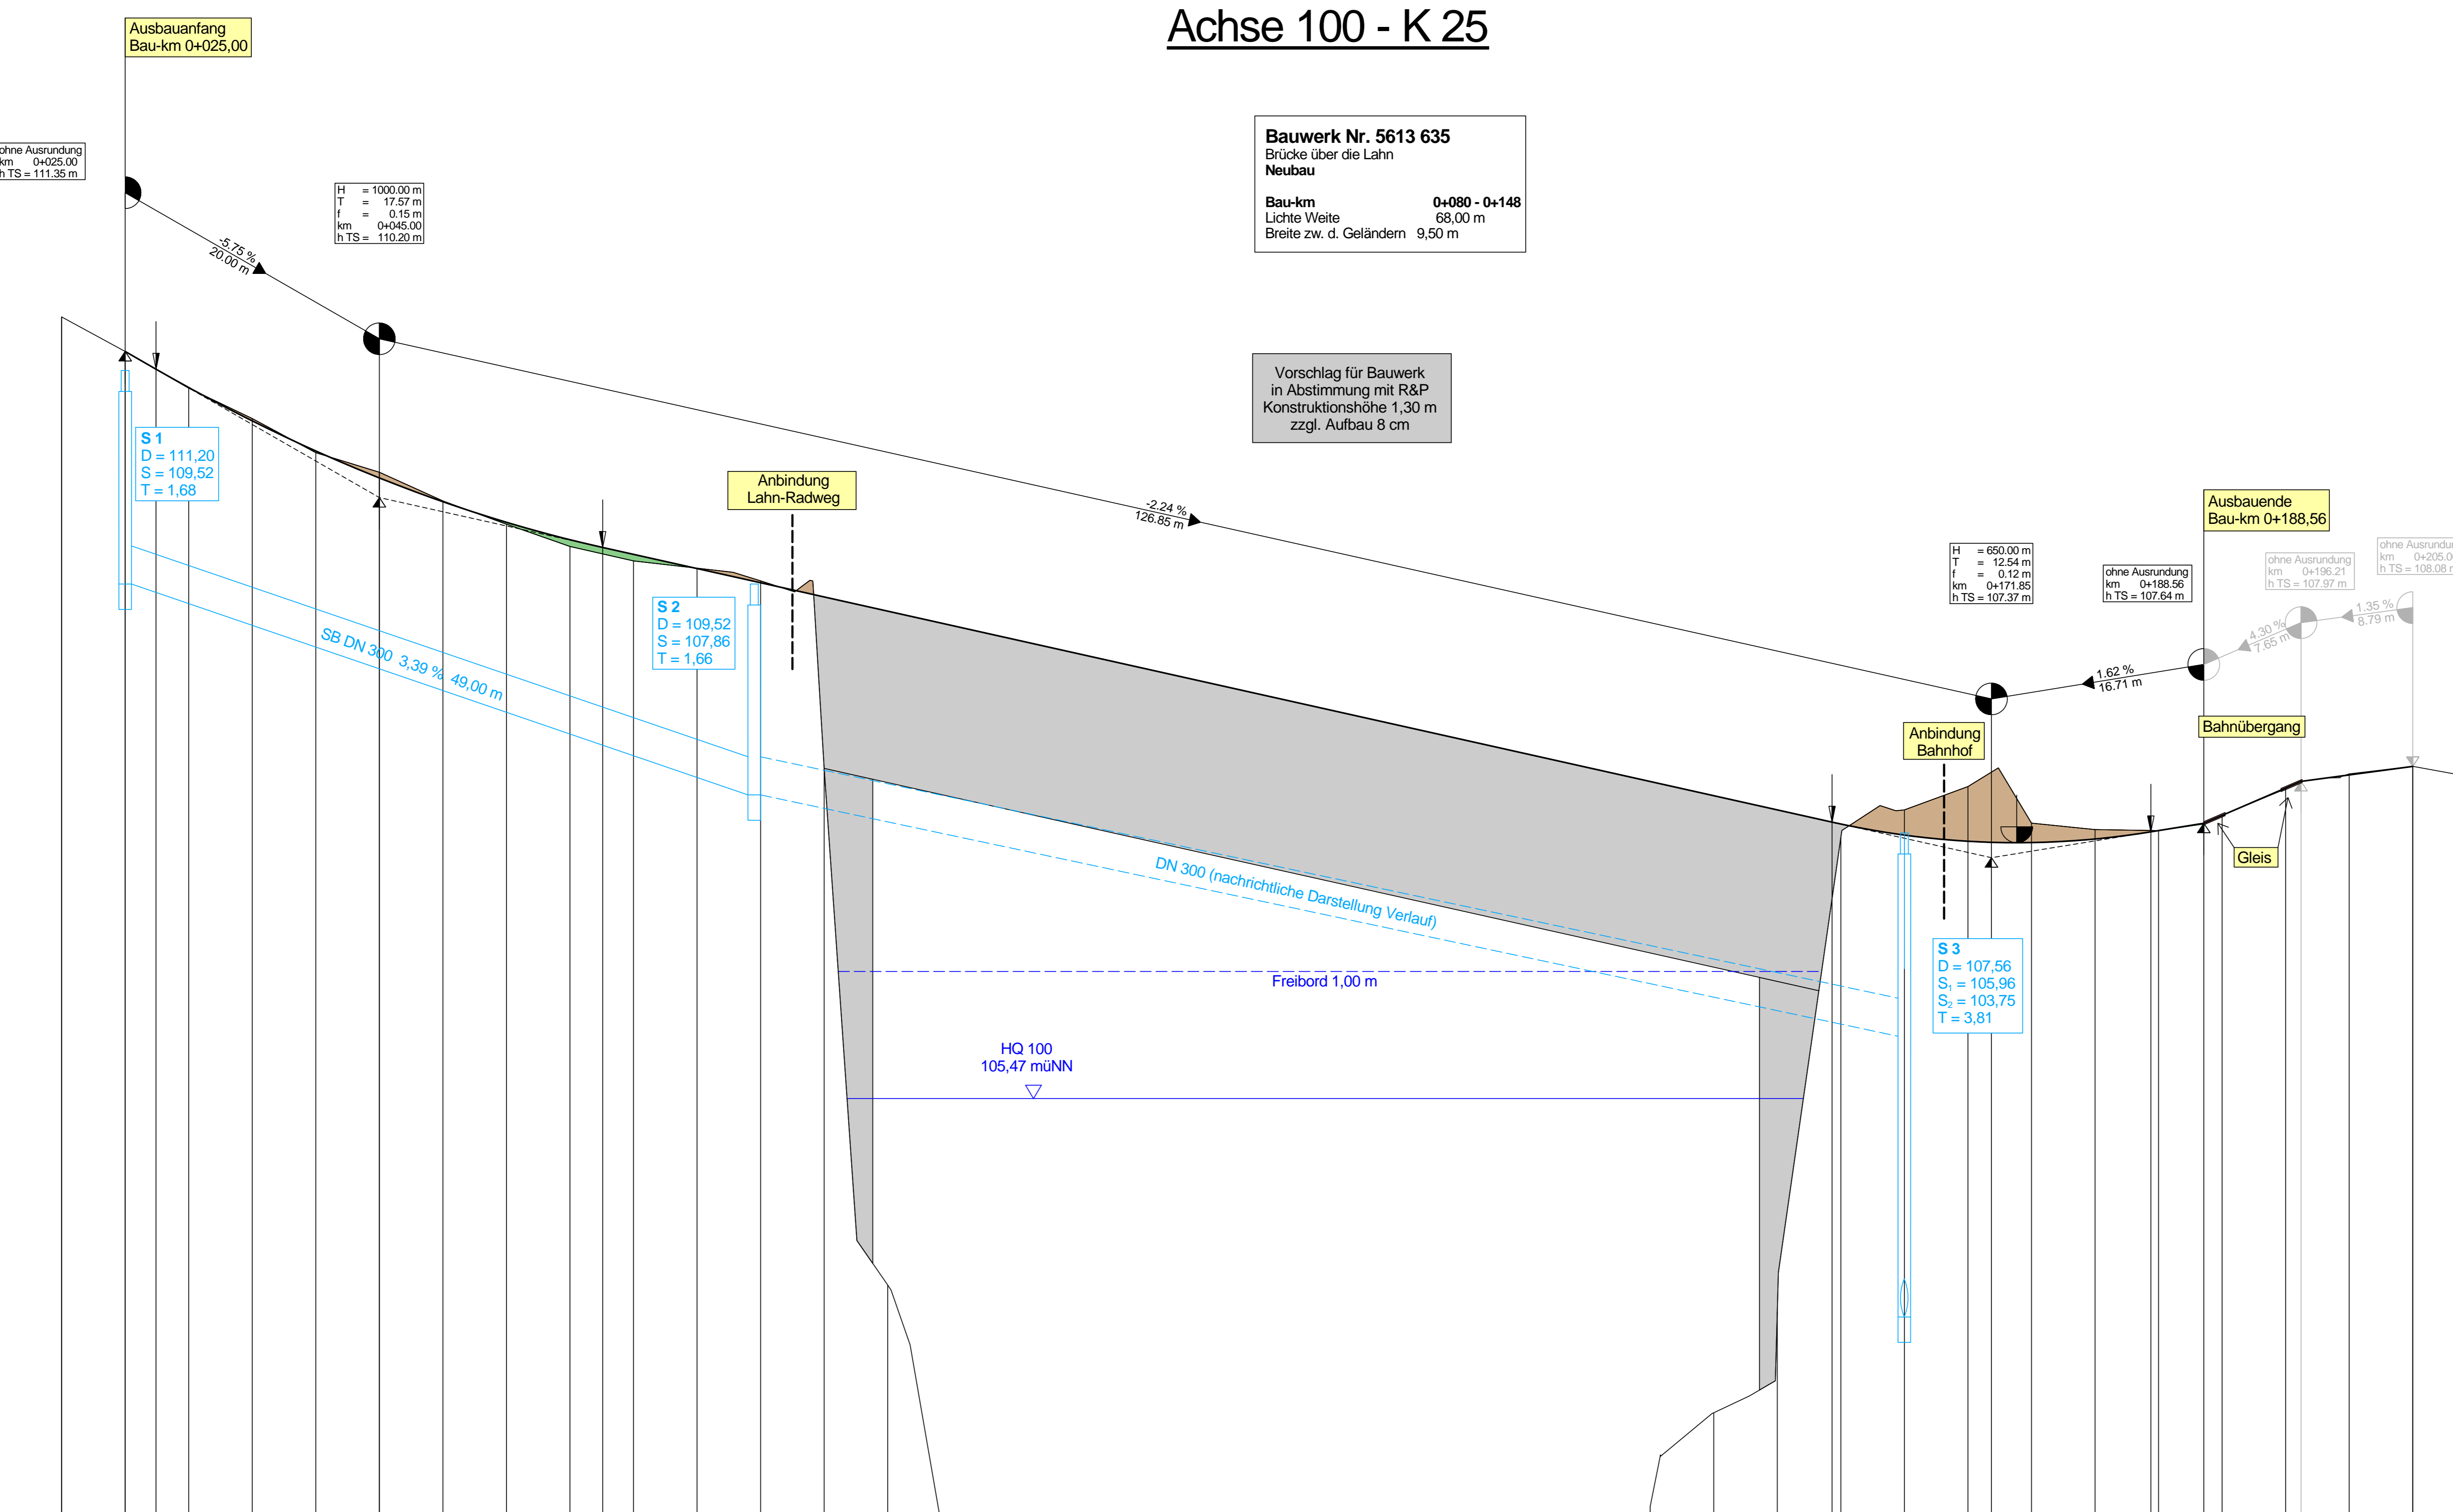 Achse 100 - K 25
Ausbauanfang
Bau-km 0+025,00
ohne Ausrundung
km 0+025.00
h TS = 111.35 m
H = 1000.00 m
T = 17.57 m
f = 0.15 m
km 0+045.00
h TS = 110.20 m
-5.75 %
20.00 m
Bauwerk Nr. 5613 635
Brücke über die Lahn
Neubau
Bau-km 0+080 - 0+148
Lichte Weite 68,00 m
Breite zw. d. Geländern 9,50 m
Vorschlag für Bauwerk
in Abstimmung mit R&P
Konstruktionshöhe 1,30 m
zzgl. Aufbau 8 cm
S 1
D = 111,20
S = 109,52
T = 1,68
Anbindung
Lahn-Radweg
-2.24 %
126.85 m
Ausbauende
Bau-km 0+188,56
H = 650.00 m
T = 12.54 m
f = 0.12 m
km 0+171.85
h TS = 107.37 m
ohne Ausrundung
km 0+188.56
h TS = 107.64 m
ohne Ausrundung
km 0+196.21
h TS = 107.97 m
km 0+205.0
h TS = 108.08
1.35 %
8.79 m
4.30 %
7.65 m
1.62 %
16.71 m
S 2
D = 109,52
S = 107,86
T = 1,66
SB DN 300 3,39 % 49,00 m
Anbindung
Bahnhof
Bahnübergang
Gleis
DN 300 (nachrichtliche Darstellung Verlauf)
Freibord 1,00 m
S 3
D = 107,56
S₁ = 105,96
S₂ = 103,75
T = 3,81
HQ 100
105,47 müNN